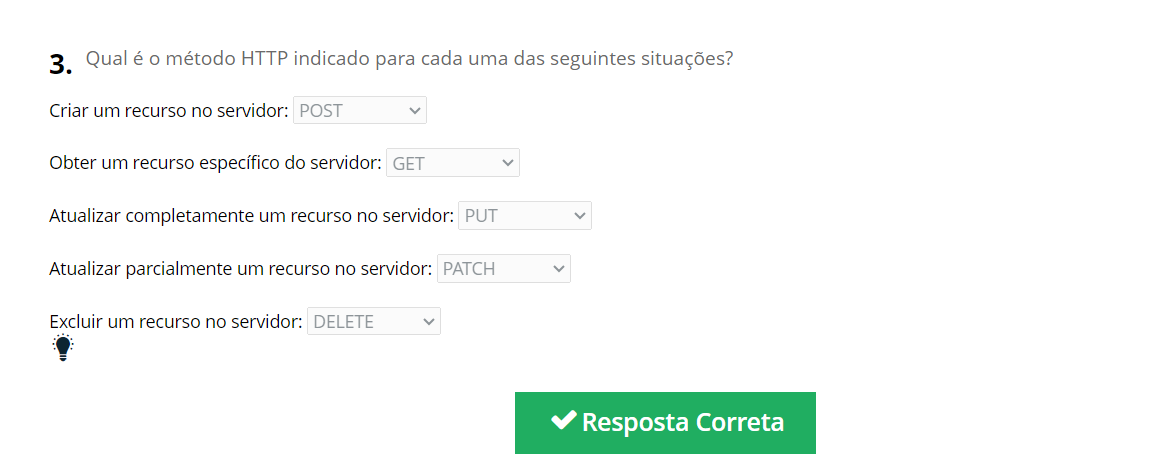 3. Qual é o método HTTP indicado para cada uma das seguintes situações?
Criar um recurso no servidor: POST
Obter um recurso específico do servidor: GET
Atualizar completamente um recurso no servidor: PUT
Atualizar parcialmente um recurso no servidor: PATCH
Excluir um recurso no servidor: DELETE
Resposta Correta